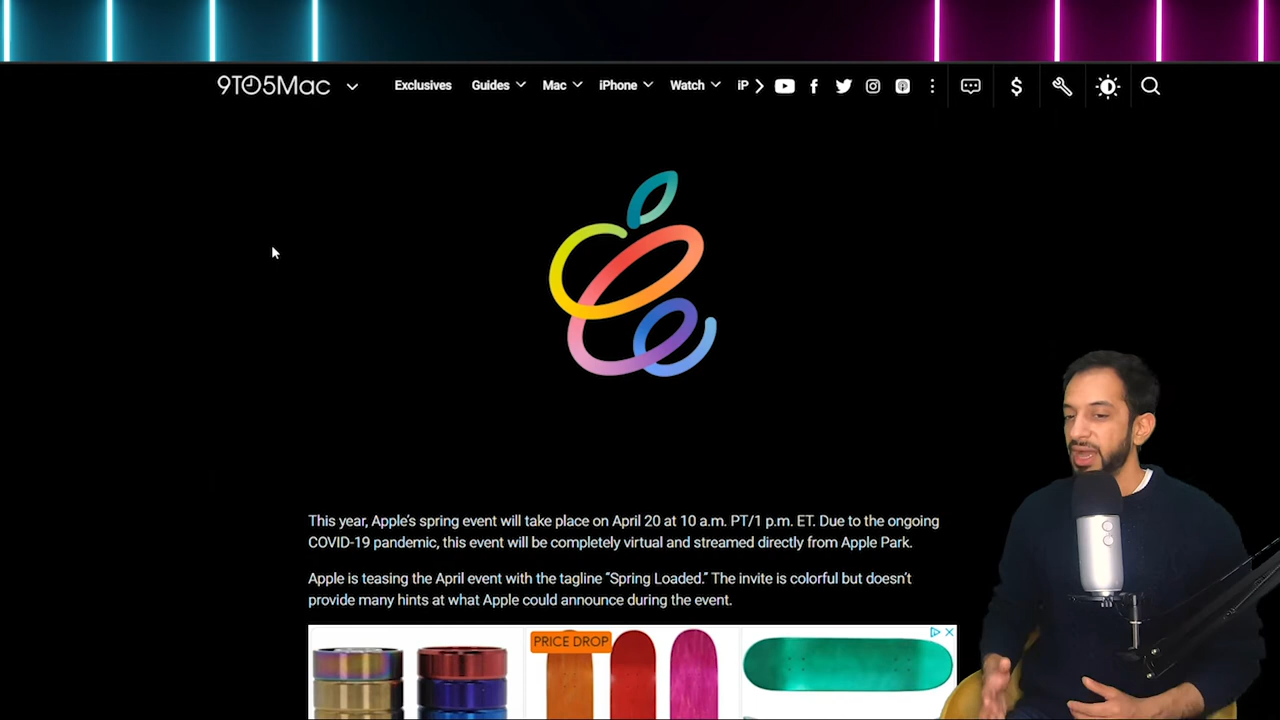 9TO5Mac
Exclusives Guides Mac iPhone Watch iP
This year, Apple's spring event will take place on April 20 at 10 a.m. PT/1 p.m. ET. Due to the ongoing
COVID-19 pandemic, this event will be completely virtual and streamed directly from Apple Park.
Apple is teasing the April event with the tagline “Spring Loaded.” The invite is colorful but doesn't
provide many hints at what Apple could announce during the event.
PRICE DROP